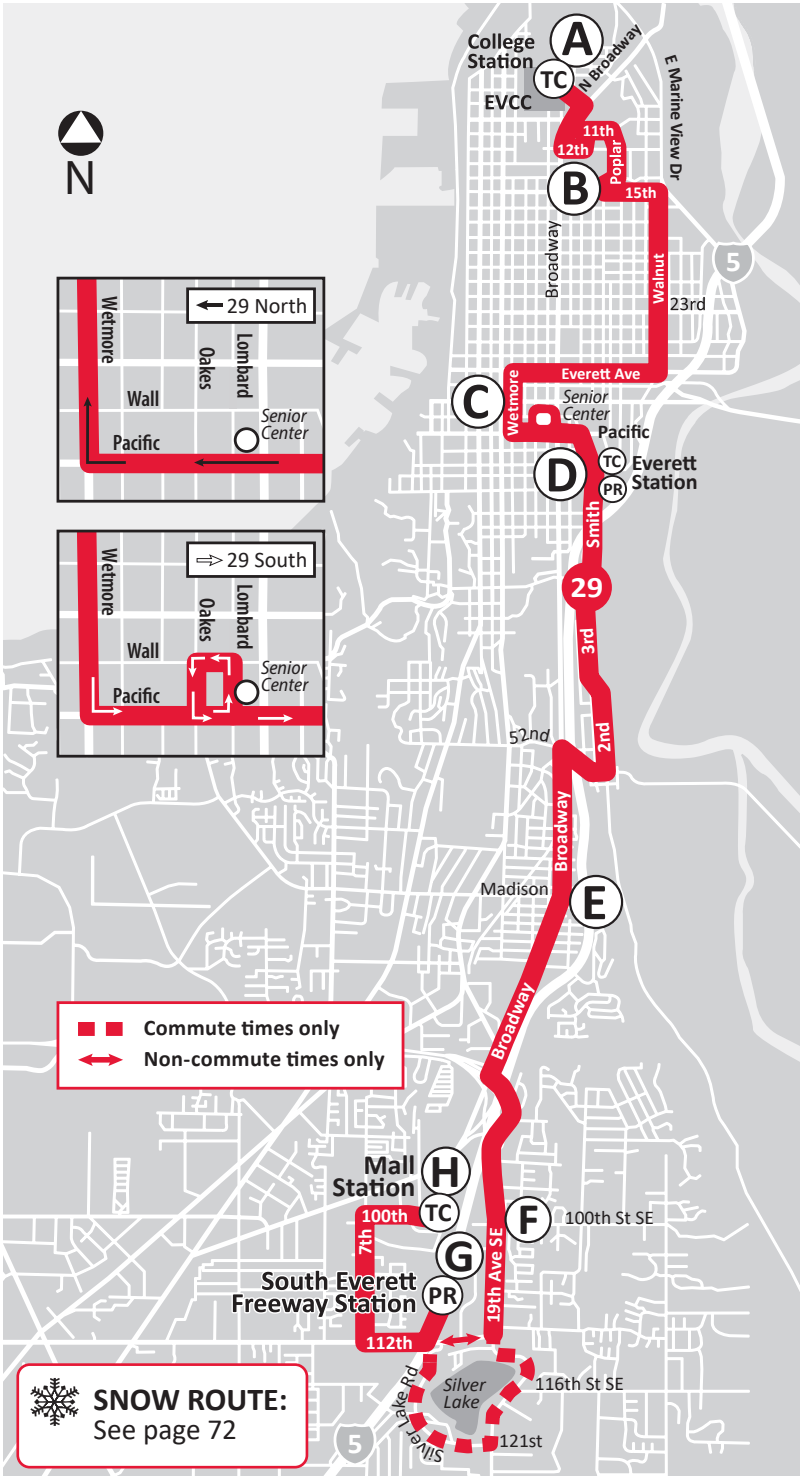 A
College
Station
TC
N Broadway
E Marine View Dr
EVCC
11th
12th
Poplar
N
B
15th
Broadway
Walnut
5
23rd
29 North
Wetmore
Oakes
Lombard
Wall
Senior
Center
Pacific
Everett Ave
C
Wetmore
Senior
Center
Pacific
D
TC
PR
Everett
Station
Smith
29
29 South
Wetmore
Oakes
Lombard
Wall
Senior
Center
Pacific
3rd
2nd
52nd
Broadway
Madison
E
Commute times only
Non-commute times only
Broadway
H
Mall
Station
TC
100th
7th
F
100th St SE
G
South Everett
Freeway Station
PR
19th Ave SE
112th
Silver
Lake
116th St SE
Silver Lake Rd
121st
5
SNOW ROUTE:
See page 72